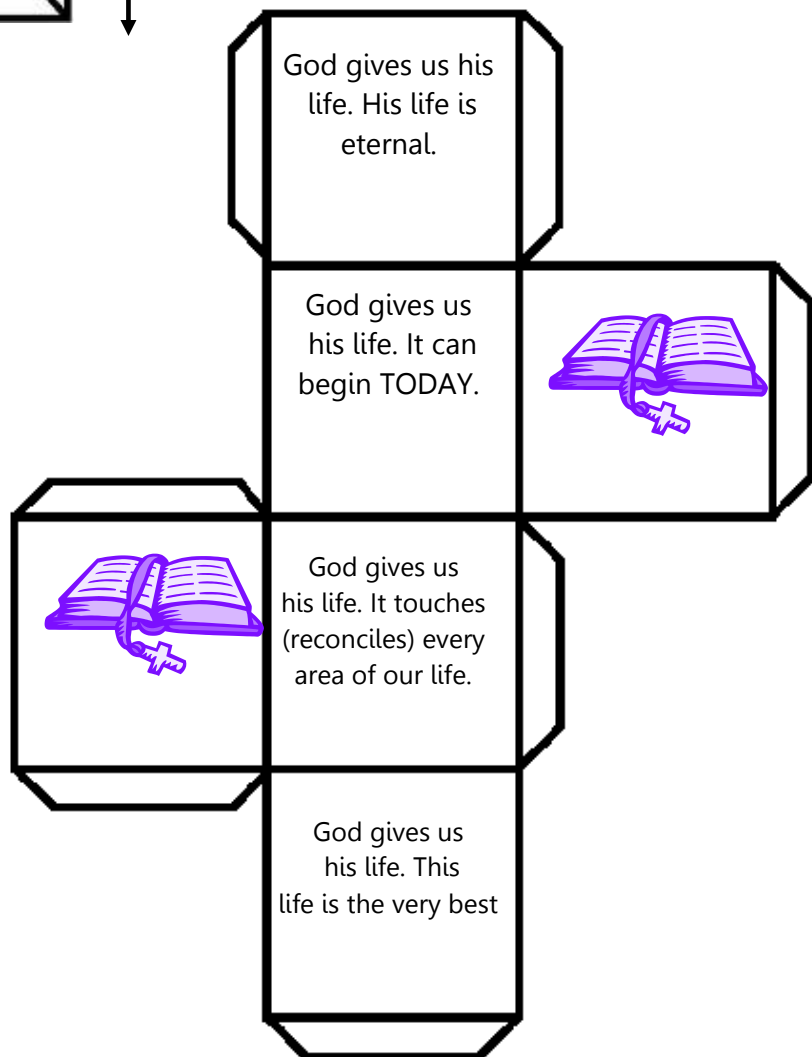 God gives us his
life. His life is
eternal.
God gives us
his life. It can
begin TODAY.
God gives us
his life. It touches
(reconciles) every
area of our life.
God gives us
his life. This
life is the very best